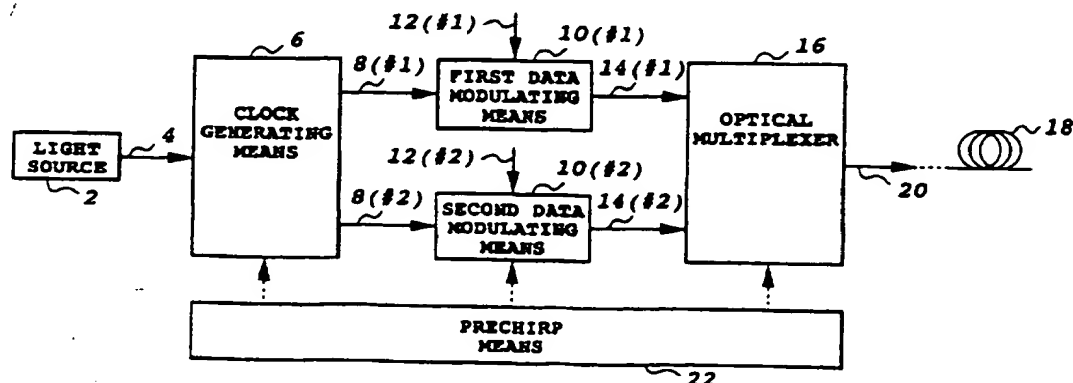 12(#1)
6
10(#1)
16
8(#1)
FIRST DATA
MODULATING
MEANS
14(#1)
CLOCK
GENERATING
MEANS
OPTICAL
MULTIPLEXER
18
4
LIGHT
SOURCE
2
12(#2)
10(#2)
20
8(#2)
SECOND DATA
MODULATING
MEANS
14(#2)
PRECHIRP
MEANS
22